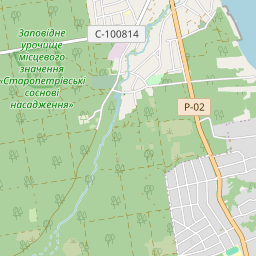 С-100814
Заповідне
урочище
місцевого
значення
«Старопетрівські
соснові
насадження»
Р-02